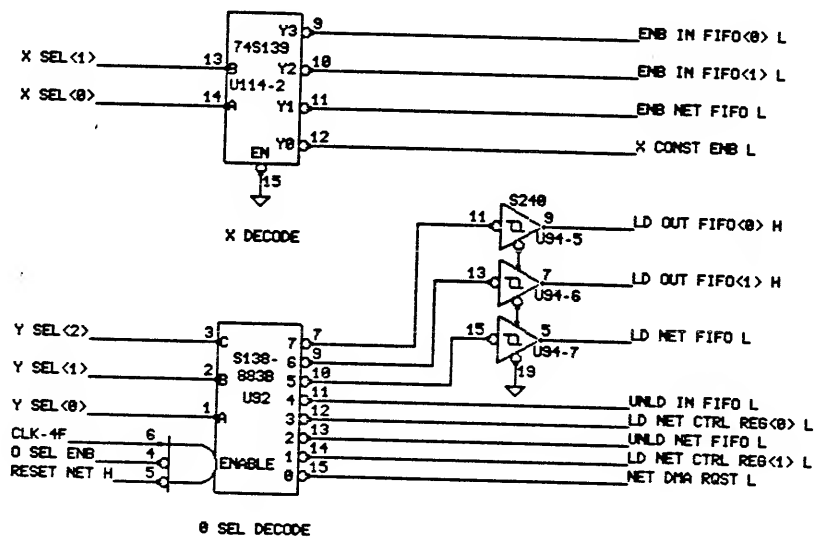 Y3 9 ENB IN FIFO<0> L
74S139
X SEL<1> 13 B Y2 10 ENB IN FIFO<1> L
U114-2
X SEL<0> 14 A Y1 11 ENB NET FIFO L
Y0 12 X CONST ENB L
EN
15
X DECODE
S240
11 9 LD OUT FIFO<0> H
U94-5
13 7 LD OUT FIFO<1> H
U94-6
15 5 LD NET FIFO L
U94-7
19
Y SEL<2> 3 C 7 7
S138- 6 9
Y SEL<1> 2 B 883B 5 10
U92 4 11 UNLD IN FIFO L
Y SEL<0> 1 A 3 12 LD NET CTRL REG<0> L
CLK-4F 6 2 13 UNLD NET FIFO L
O SEL ENB 4 ENABLE 1 14 LD NET CTRL REG<1> L
RESET NET H 5 0 15 NET DMA RQST L
0 SEL DECODE